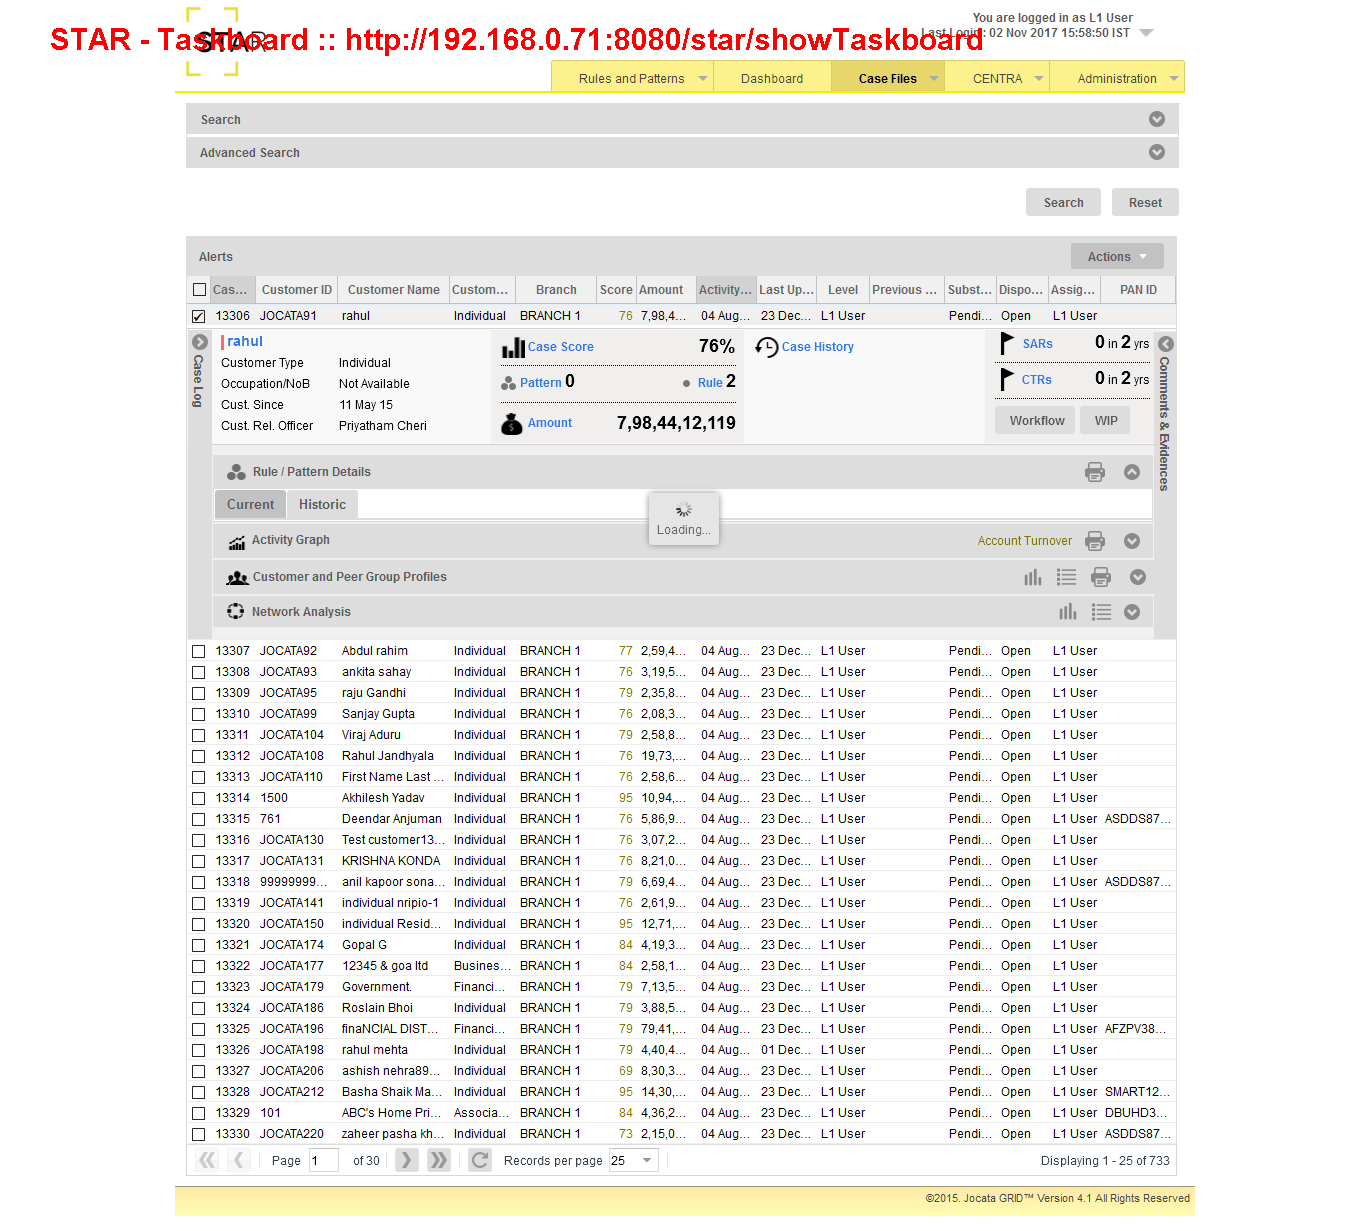 You are logged in as L1 User
STAR - Taskboard :: http://192.168.0.71:8080/star/showTaskboard
STAR
Last Login : 02 Nov 2017 15:58:50 IST
Rules and Patterns Dashboard Case Files CENTRA Administration
Search
Advanced Search
Search Reset
Alerts Actions
Cas... Customer ID Customer Name Custom... Branch Score Amount Activity... Last Up... Level Previous ... Subst... Dispo... Assig... PAN ID
13306 JOCATA91 rahul Individual BRANCH 1 76 7,98,4... 04 Aug... 23 Dec... L1 User Pendi... Open L1 User
Case Log
rahul
Customer Type Individual
Occupation/NoB Not Available
Cust. Since 11 May 15
Cust. Rel. Officer Priyatham Cheri
Case Score 76%
Pattern 0 Rule 2
Amount 7,98,44,12,119
Case History
SARs 0 in 2 yrs
CTRs 0 in 2 yrs
Workflow WIP
Comments & Evidences
Rule / Pattern Details
Current Historic
Loading...
Activity Graph Account Turnover
Customer and Peer Group Profiles
Network Analysis
13307 JOCATA92 Abdul rahim Individual BRANCH 1 77 2,59,4... 04 Aug... 23 Dec... L1 User Pendi... Open L1 User
13308 JOCATA93 ankita sahay Individual BRANCH 1 76 3,19,5... 04 Aug... 23 Dec... L1 User Pendi... Open L1 User
13309 JOCATA95 raju Gandhi Individual BRANCH 1 79 2,35,8... 04 Aug... 23 Dec... L1 User Pendi... Open L1 User
13310 JOCATA99 Sanjay Gupta Individual BRANCH 1 76 2,08,3... 04 Aug... 23 Dec... L1 User Pendi... Open L1 User
13311 JOCATA104 Viraj Aduru Individual BRANCH 1 79 2,58,8... 04 Aug... 23 Dec... L1 User Pendi... Open L1 User
13312 JOCATA108 Rahul Jandhyala Individual BRANCH 1 76 19,73,... 04 Aug... 23 Dec... L1 User Pendi... Open L1 User
13313 JOCATA110 First Name Last ... Individual BRANCH 1 76 2,58,6... 04 Aug... 23 Dec... L1 User Pendi... Open L1 User
13314 1500 Akhilesh Yadav Individual BRANCH 1 95 10,94,... 04 Aug... 23 Dec... L1 User Pendi... Open L1 User
13315 761 Deendar Anjuman Individual BRANCH 1 76 5,86,9... 04 Aug... 23 Dec... L1 User Pendi... Open L1 User ASDDS87...
13316 JOCATA130 Test customer13... Individual BRANCH 1 76 3,07,2... 04 Aug... 23 Dec... L1 User Pendi... Open L1 User
13317 JOCATA131 KRISHNA KONDA Individual BRANCH 1 76 8,21,0... 04 Aug... 23 Dec... L1 User Pendi... Open L1 User
13318 99999999... anil kapoor sona... Individual BRANCH 1 79 6,69,4... 04 Aug... 23 Dec... L1 User Pendi... Open L1 User ASDDS87...
13319 JOCATA141 individual nripio-1 Individual BRANCH 1 76 2,61,9... 04 Aug... 23 Dec... L1 User Pendi... Open L1 User
13320 JOCATA150 individual Resid... Individual BRANCH 1 95 12,71,... 04 Aug... 23 Dec... L1 User Pendi... Open L1 User
13321 JOCATA174 Gopal G Individual BRANCH 1 84 4,19,3... 04 Aug... 23 Dec... L1 User Pendi... Open L1 User
13322 JOCATA177 12345 & goa ltd Busines... BRANCH 1 84 2,58,1... 04 Aug... 23 Dec... L1 User Pendi... Open L1 User
13323 JOCATA179 Government. Financi... BRANCH 1 79 7,13,5... 04 Aug... 23 Dec... L1 User Pendi... Open L1 User
13324 JOCATA186 Roslain Bhoi Individual BRANCH 1 79 3,88,5... 04 Aug... 23 Dec... L1 User Pendi... Open L1 User
13325 JOCATA196 finaNCIAL DIST... Financi... BRANCH 1 79 79,41,... 04 Aug... 23 Dec... L1 User Pendi... Open L1 User AFZPV38...
13326 JOCATA198 rahul mehta Individual BRANCH 1 79 4,40,4... 04 Aug... 01 Dec... L1 User Pendi... Open L1 User
13327 JOCATA206 ashish nehra89... Individual BRANCH 1 69 8,30,3... 04 Aug... 23 Dec... L1 User Pendi... Open L1 User
13328 JOCATA212 Basha Shaik Ma... Individual BRANCH 1 95 14,30,... 04 Aug... 23 Dec... L1 User Pendi... Open L1 User SMART12...
13329 101 ABC's Home Pri... Associa... BRANCH 1 84 4,36,2... 04 Aug... 23 Dec... L1 User Pendi... Open L1 User DBUHD3...
13330 JOCATA220 zaheer pasha kh... Individual BRANCH 1 73 2,15,0... 04 Aug... 23 Dec... L1 User Pendi... Open L1 User ASDDS87...
Page 1 of 30 Records per page 25 Displaying 1 - 25 of 733
©2015. Jocata GRID™ Version 4.1 All Rights Reserved